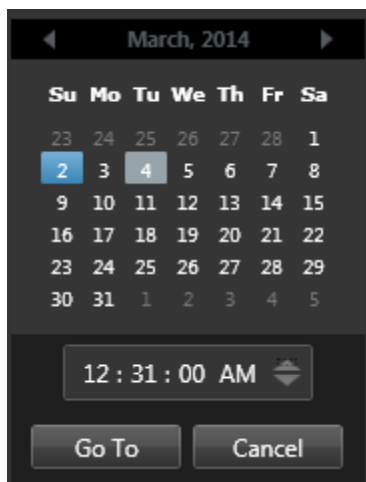 March, 2014
Su Mo Tu We Th Fr Sa
23 24 25 26 27 28 1
2 3 4 5 6 7 8
9 10 11 12 13 14 15
16 17 18 19 20 21 22
23 24 25 26 27 28 29
30 31 1 2 3 4 5
12 : 31 : 00 AM
Go To Cancel